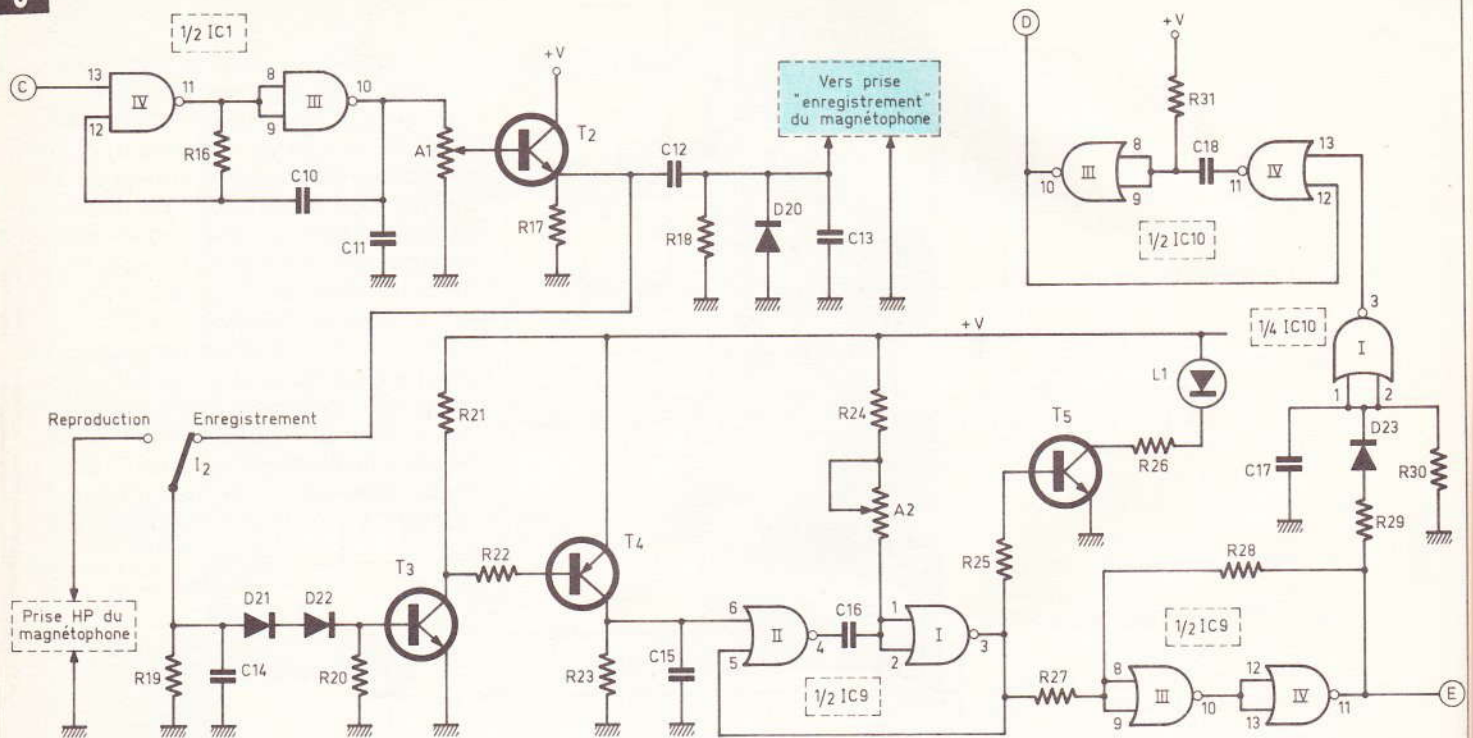 1/2 IC1
C
13
12
IV
11
8
9
III
10
R16
C10
C11
A1
+V
T2
R17
C12
R18
D20
C13
Vers prise
"enregistrement"
du magnétophone
D
+V
R31
10
III
8
9
C18
11
IV
13
12
1/2 IC10
3
1/4 IC10
I
1
2
C17
D23
R30
R29
+V
L1
T5
R26
R24
A2
R25
R21
R22
T4
T3
Reproduction
Enregistrement
I2
Prise HP du
magnétophone
R19
C14
D21
D22
R20
R23
C15
6
5
II
4
C16
1
2
I
3
1/2 IC9
R28
1/2 IC9
R27
8
9
III
10
12
13
IV
11
E